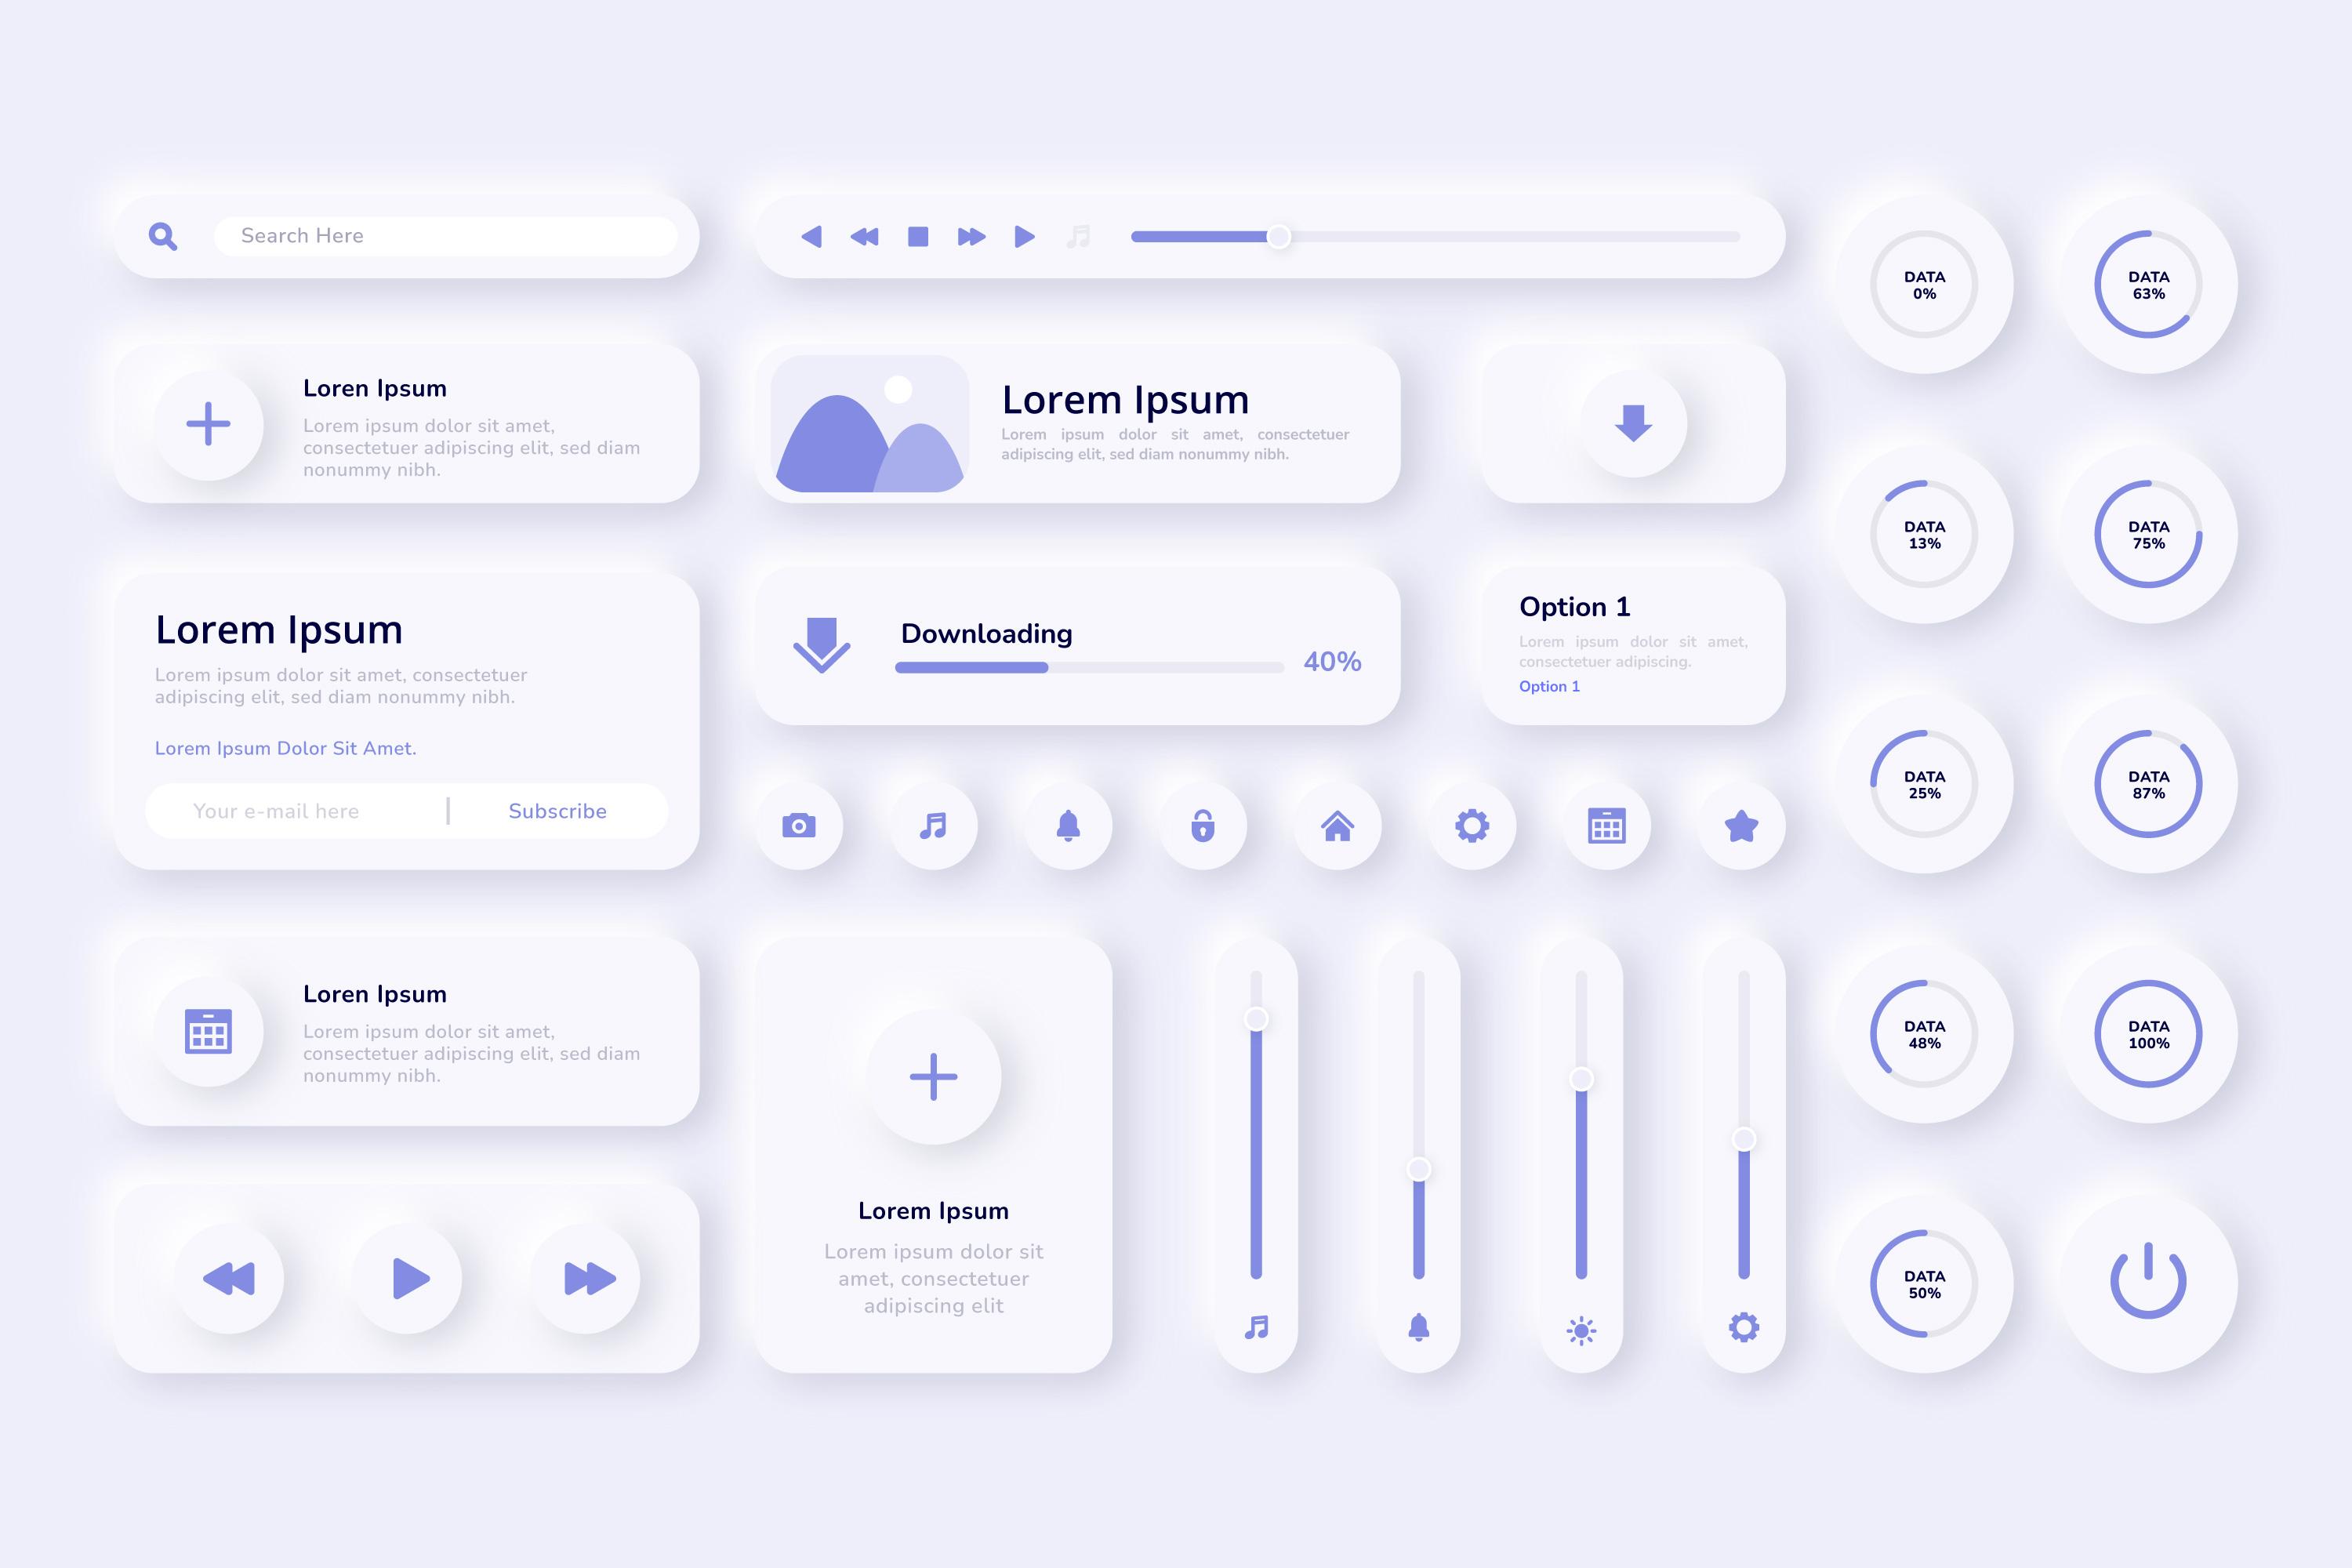 Search Here
Loren Ipsum
Lorem ipsum dolor sit amet,
consectetuer adipiscing elit, sed diam
nonummy nibh.
Lorem Ipsum
Lorem ipsum dolor sit amet, consectetuer
adipiscing elit, sed diam nonummy nibh.
Lorem Ipsum Dolor Sit Amet.
Your e-mail here
Subscribe
Loren Ipsum
Lorem ipsum dolor sit amet,
consectetuer adipiscing elit, sed diam
nonummy nibh.
Lorem Ipsum
Lorem ipsum dolor sit amet, consectetuer
adipiscing elit, sed diam nonummy nibh.
Downloading
40%
Option 1
Lorem ipsum dolor sit amet,
consectetuer adipiscing.
Option 1
Lorem Ipsum
Lorem ipsum dolor sit
amet, consectetuer
adipiscing elit
DATA
0%
DATA
63%
DATA
13%
DATA
75%
DATA
25%
DATA
87%
DATA
48%
DATA
100%
DATA
50%